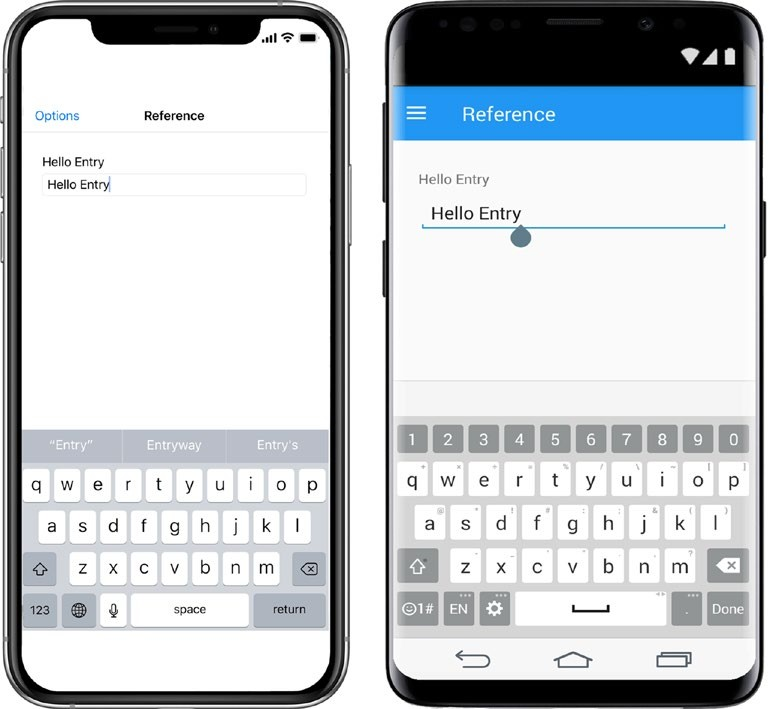 Options Reference
Hello Entry
Hello Entry
“Entry” Entryway Entry's
q w e r t y u i o p
a s d f g h j k l
z x c v b n m
123 space return
Reference
Hello Entry
Hello Entry
1 2 3 4 5 6 7 8 9 0
q w e r t y u i o p
a s d f g h j k l
z x c v b n m
1# EN . Done